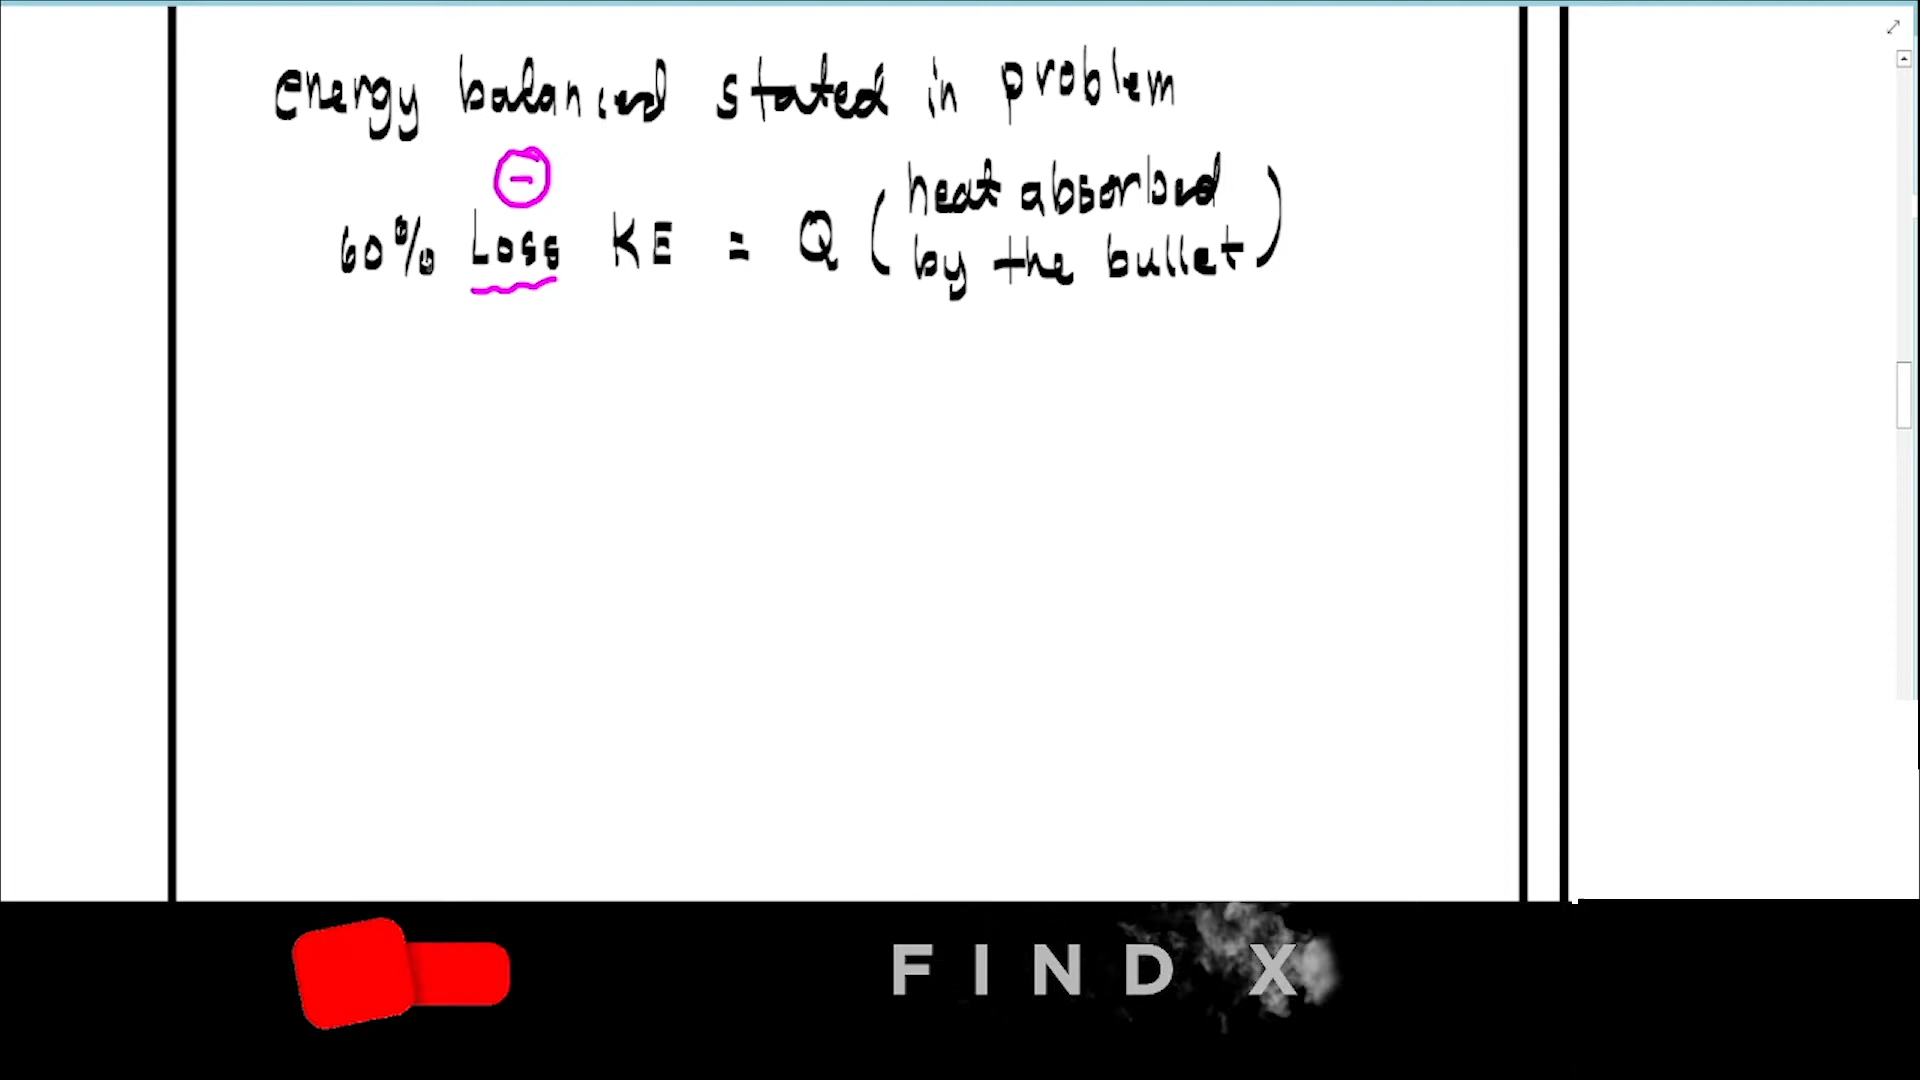 energy balanced stated in problem
⊖
60% Loss KE = Q (heat absorbed
by the bullet)
FIND X